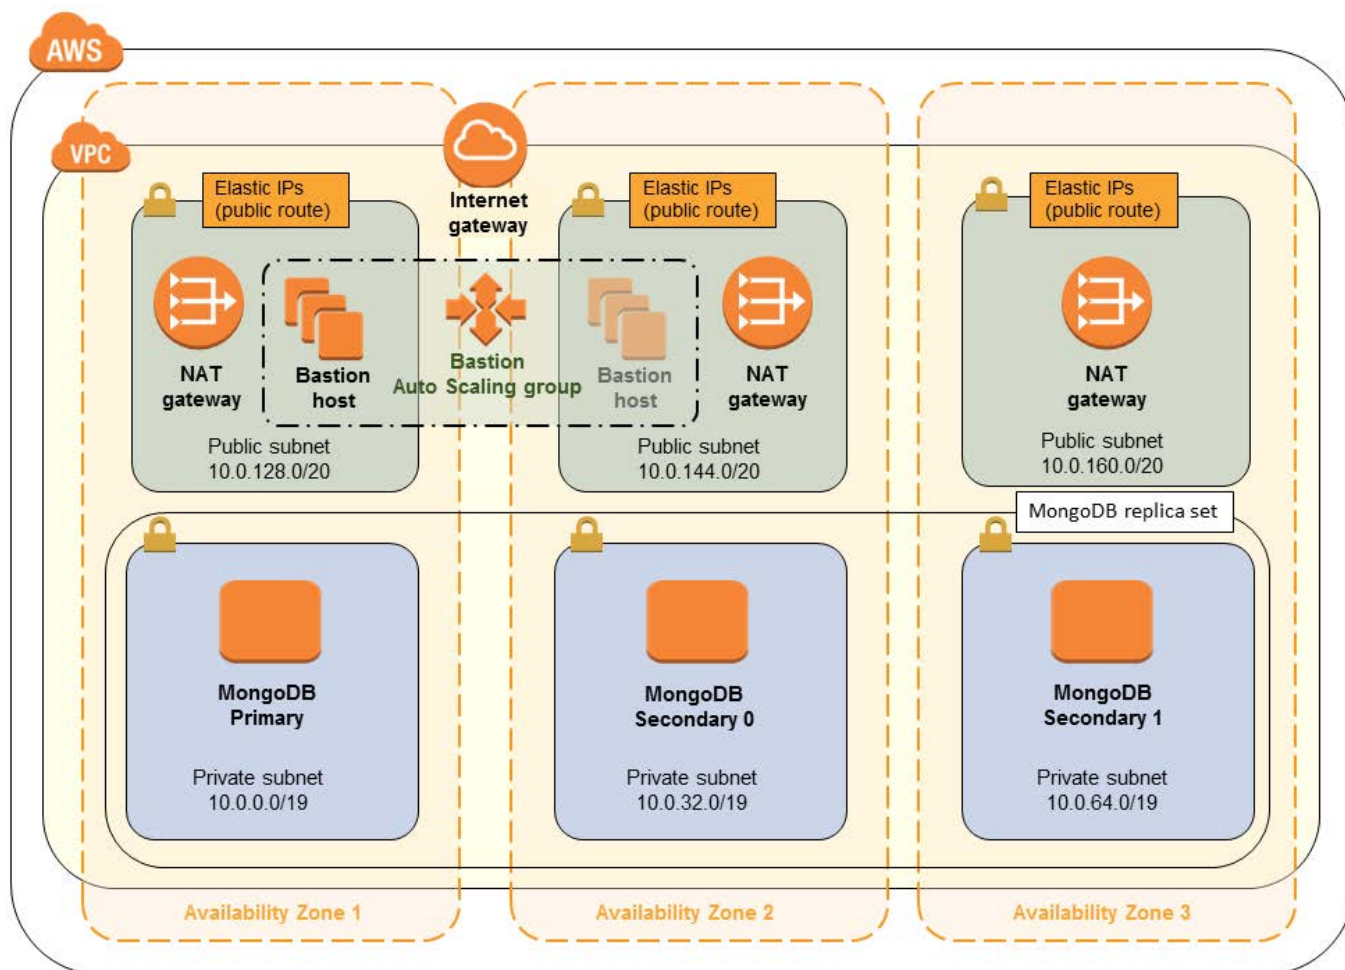 AWS
VPC
Internet
gateway
Elastic IPs
(public route)
NAT
gateway
Bastion
host
Public subnet
10.0.128.0/20
Bastion
Auto Scaling group
Elastic IPs
(public route)
Bastion
host
NAT
gateway
Public subnet
10.0.144.0/20
Elastic IPs
(public route)
NAT
gateway
Public subnet
10.0.160.0/20
MongoDB replica set
MongoDB
Primary
Private subnet
10.0.0.0/19
MongoDB
Secondary 0
Private subnet
10.0.32.0/19
MongoDB
Secondary 1
Private subnet
10.0.64.0/19
Availability Zone 1
Availability Zone 2
Availability Zone 3